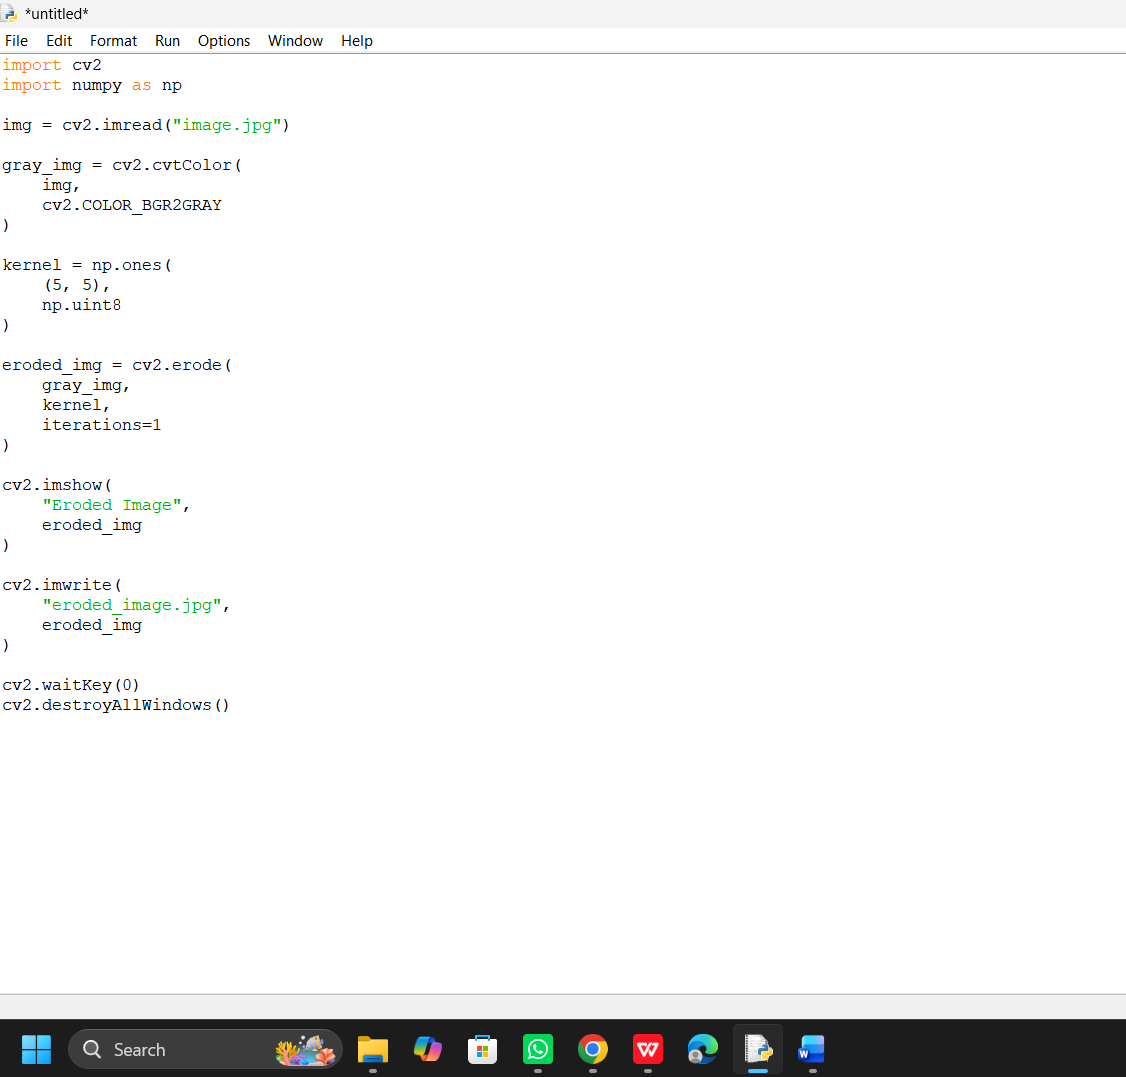 *untitled*
File Edit Format Run Options Window Help
import cv2
import numpy as np

img = cv2.imread("image.jpg")

gray_img = cv2.cvtColor(
    img,
    cv2.COLOR_BGR2GRAY
)

kernel = np.ones(
    (5, 5),
    np.uint8
)

eroded_img = cv2.erode(
    gray_img,
    kernel,
    iterations=1
)

cv2.imshow(
    "Eroded Image",
    eroded_img
)

cv2.imwrite(
    "eroded_image.jpg",
    eroded_img
)

cv2.waitKey(0)
cv2.destroyAllWindows()
Search